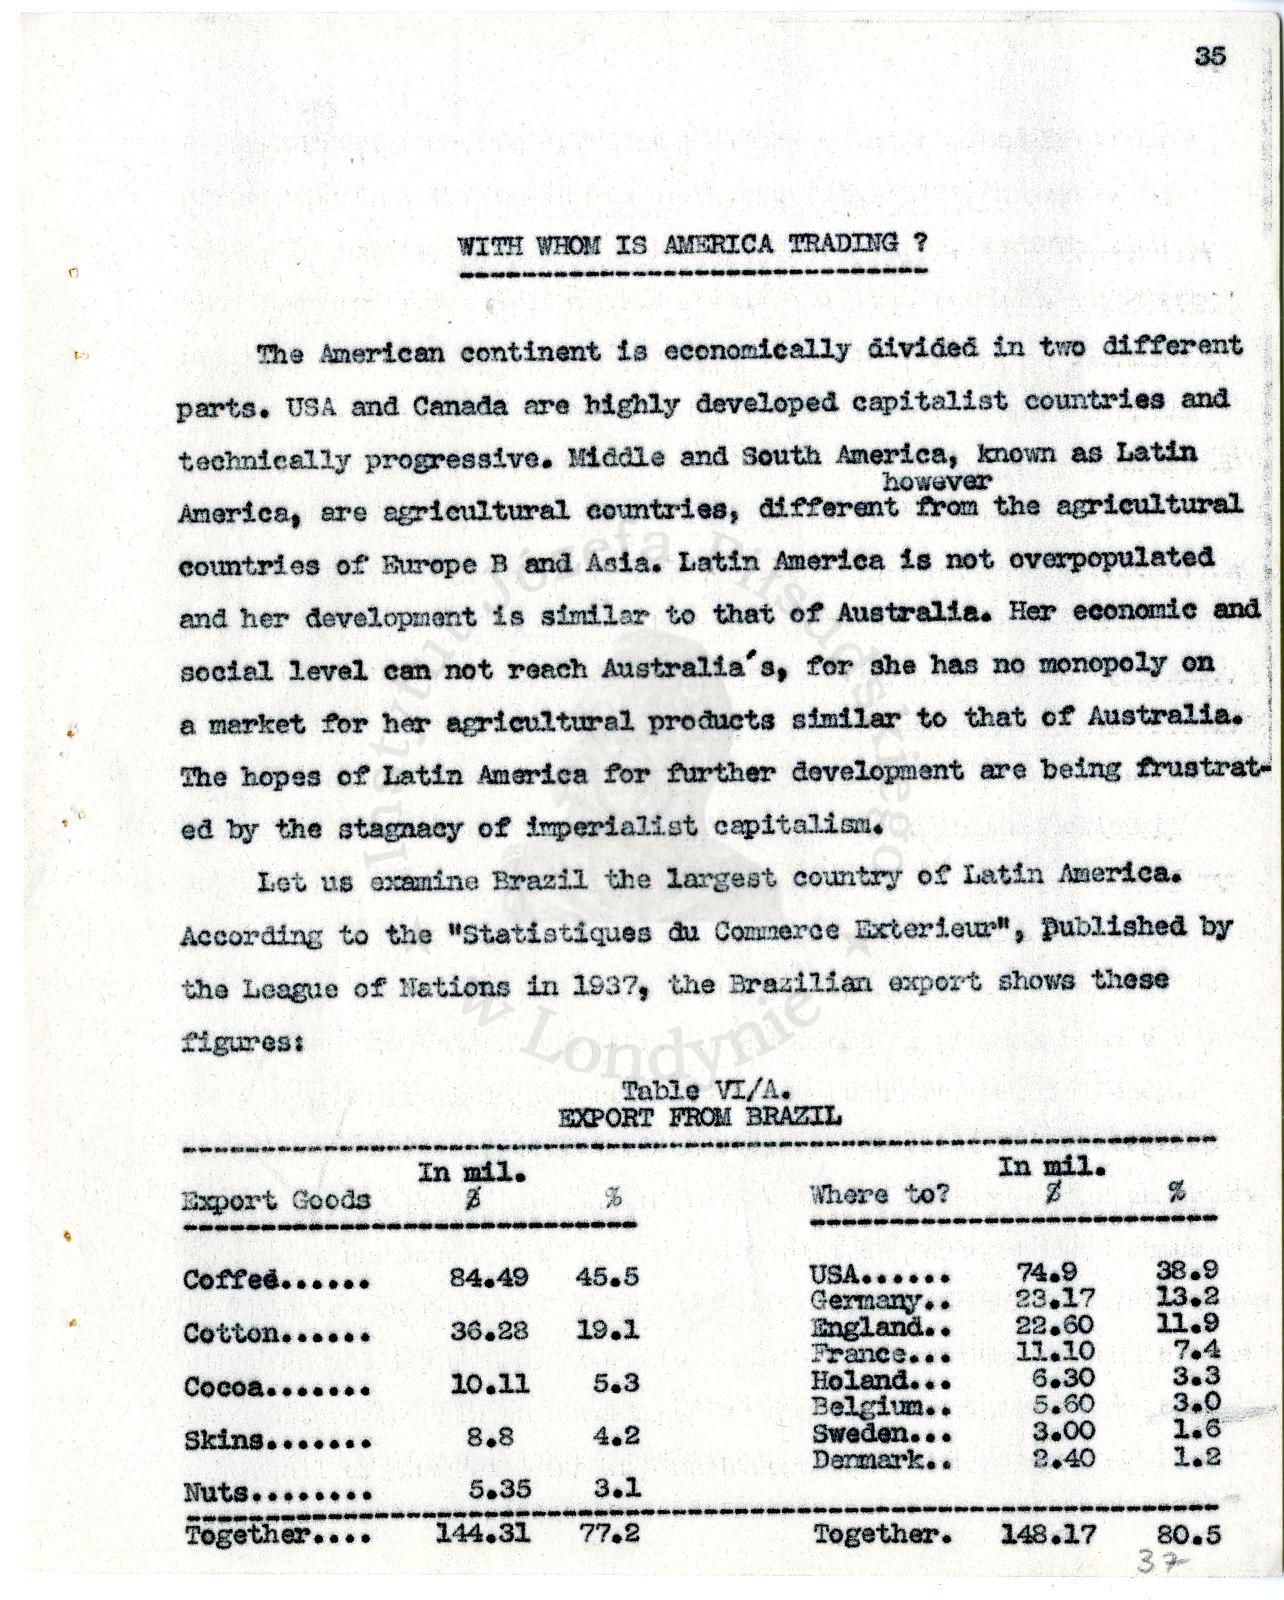 35
WITH WHOM IS AMERICA TRADING ?
The American continent is economically divided in two different
parts. USA and Canada are highly developed capitalist countries and
technically progressive. Middle and South America, known as Latin
however
America, are agricultural countries, different from the agricultural
countries of Europe B and Asia. Latin America is not overpopulated
and her development is similar to that of Australia. Her economic and
social level can not reach Australia's, for she has no monopoly on
a market for her agricultural products similar to that of Australia.
The hopes of Latin America for further development are being frustrat-
ed by the stagnacy of imperialist capitalism.
Let us examine Brazil the largest country of Latin America.
According to the "Statistiques du Commerce Exterieur", published by
the League of Nations in 1937, the Brazilian export shows these
figures:
Table VI/A.
EXPORT FROM BRAZIL
In mil. In mil.
Export Goods $ % Where to? $ %
Coffee...... 84.49 45.5 USA...... 74.9 38.9
Germany.. 23.17 13.2
Cotton...... 36.28 19.1 England.. 22.60 11.9
France... 11.10 7.4
Cocoa....... 10.11 5.3 Holand... 6.30 3.3
Belgium.. 5.60 3.0
Skins....... 8.8 4.2 Sweden... 3.00 1.6
Denmark.. 2.40 1.2
Nuts........ 5.35 3.1
Together.... 144.31 77.2 Together. 148.17 80.5
37
Instytut Józefa Piłsudskiego
w Londynie